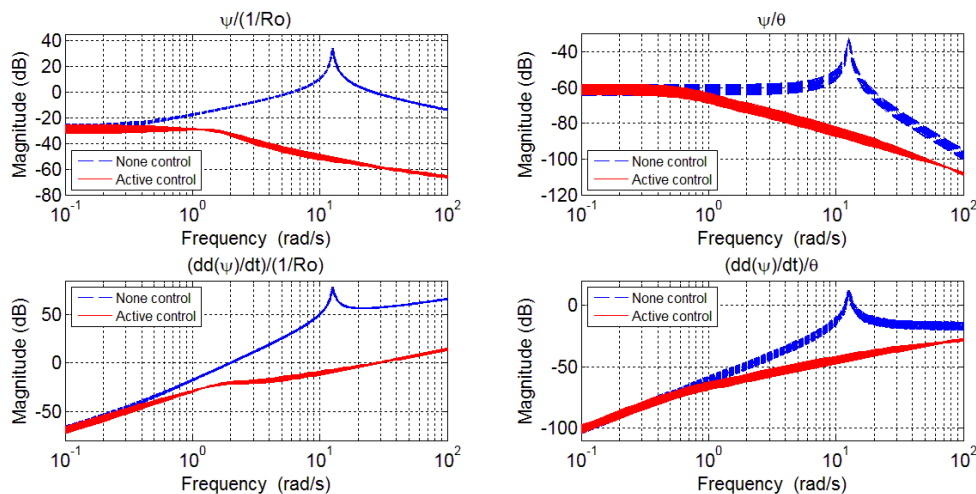 ψ/(1/Ro)
Magnitude (dB)
40
20
0
-20
-40
-60
-80
None control
Active control
10^-1
10^0
10^1
10^2
Frequency (rad/s)
ψ/θ
Magnitude (dB)
-40
-60
-80
-100
-120
None control
Active control
10^-1
10^0
10^1
10^2
Frequency (rad/s)
(dd(ψ)/dt)/(1/Ro)
Magnitude (dB)
50
0
-50
None control
Active control
10^-1
10^0
10^1
10^2
Frequency (rad/s)
(dd(ψ)/dt)/θ
Magnitude (dB)
0
-50
-100
None control
Active control
10^-1
10^0
10^1
10^2
Frequency (rad/s)